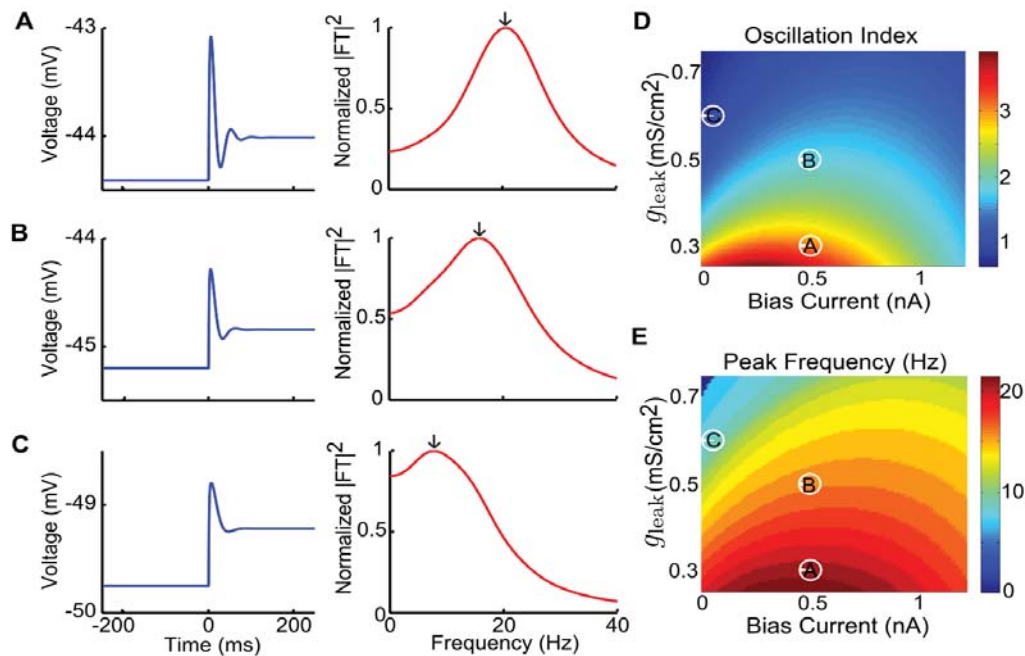 A
Voltage (mV)
-43
-44
Normalized |FT|²
1
0.5
0
B
Voltage (mV)
-44
-45
Normalized |FT|²
1
0.5
0
C
Voltage (mV)
-49
-50
-200 0 200
Time (ms)
Normalized |FT|²
1
0.5
0
0 20 40
Frequency (Hz)
D
Oscillation Index
gleak(mS/cm2)
0.7
0.5
0.3
C
B
A
0 0.5 1
Bias Current (nA)
3
2
1
E
Peak Frequency (Hz)
gleak(mS/cm2)
0.7
0.5
0.3
C
B
A
0 0.5 1
Bias Current (nA)
20
10
0